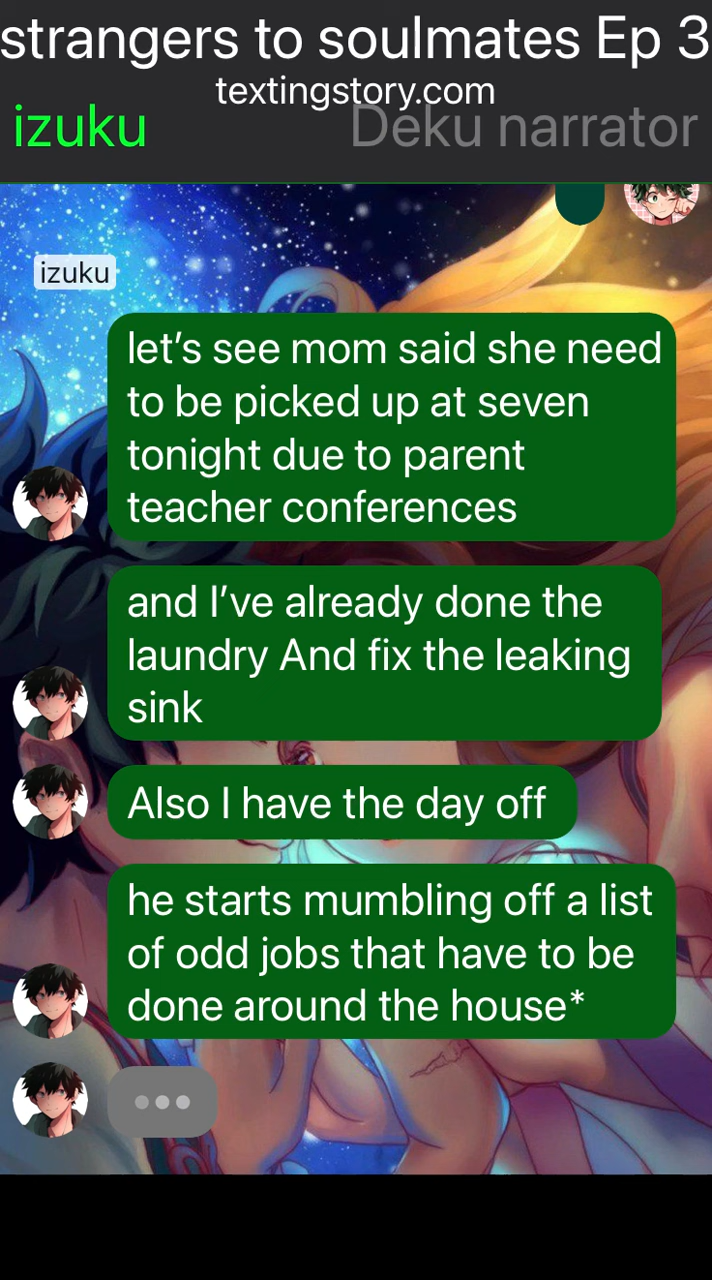 strangers to soulmates Ep 3
textingstory.com
izuku Deku narrator
izuku
let’s see mom said she need
to be picked up at seven
tonight due to parent
teacher conferences
and I’ve already done the
laundry And fix the leaking
sink
Also I have the day off
he starts mumbling off a list
of odd jobs that have to be
done around the house*